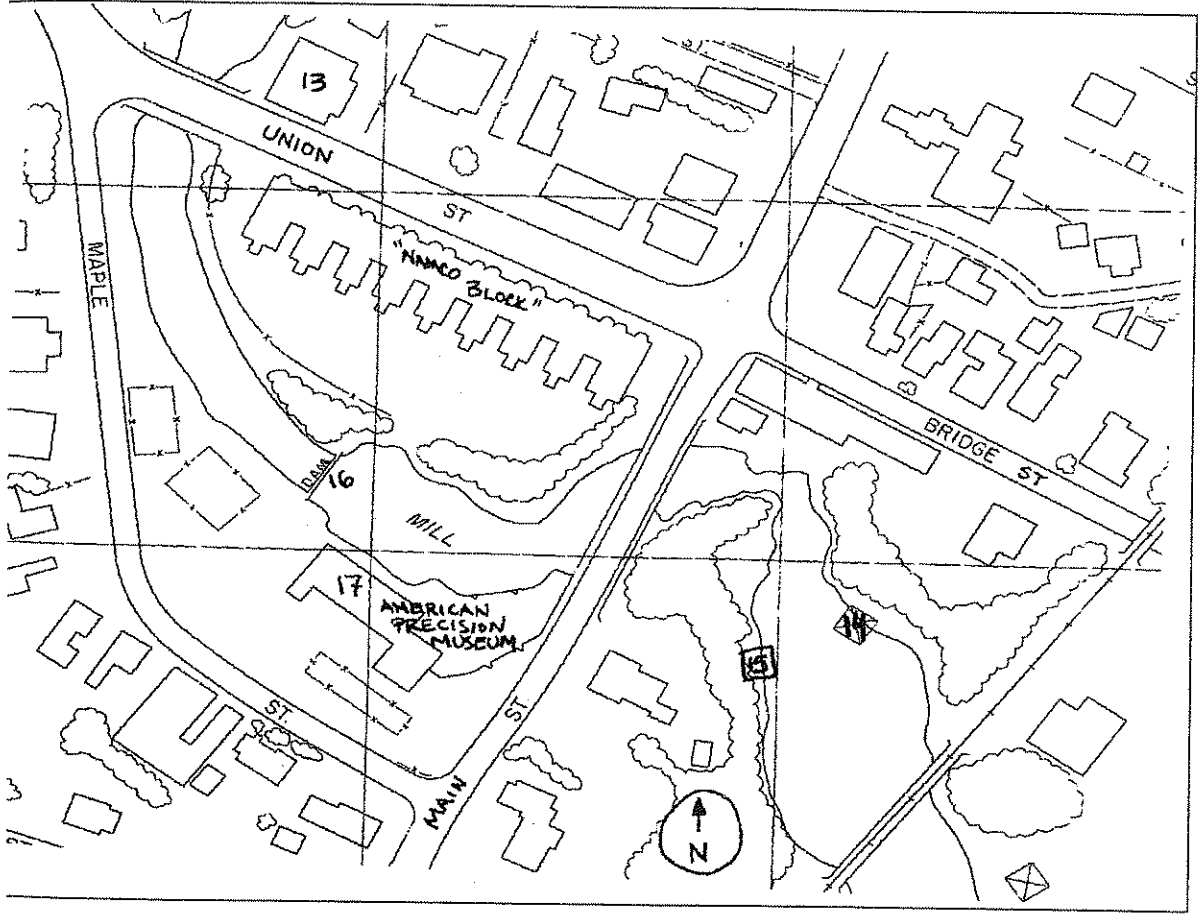 13
UNION
ST
"NAMCO
BLOCK"
MAPLE
BRIDGE ST
DAM
16
MILL
17
AMERICAN
PRECISION
MUSEUM
14
15
ST.
ST.
MAIN
N